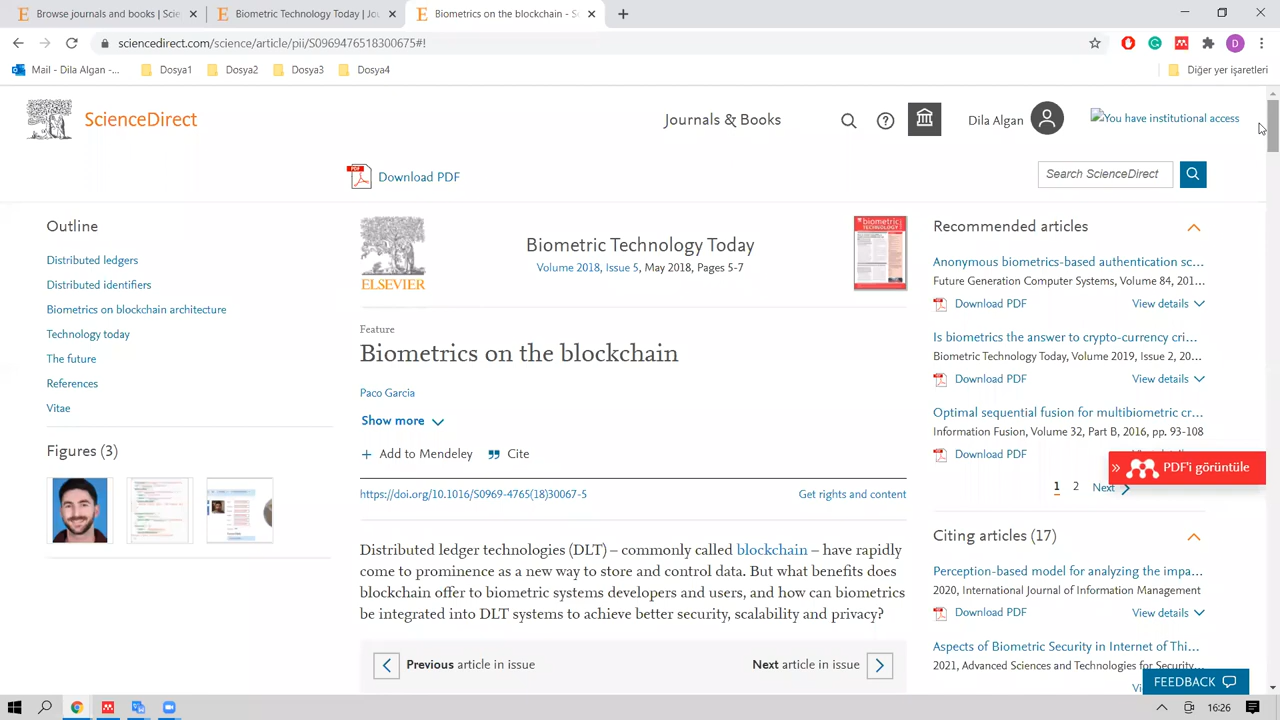 Browse journals and books | Scien
Biometric Technology Today | Jou
Biometrics on the blockchain - Sc
sciencedirect.com/science/article/pii/S0969476518300675#!
D
Mail - Dila Algan -...
Dosya1
Dosya2
Dosya3
Dosya4
Diğer yer işaretleri
ScienceDirect
Journals & Books
Dila Algan
You have institutional access
PDF
Download PDF
Search ScienceDirect
Outline
Distributed ledgers
Distributed identifiers
Biometrics on blockchain architecture
Technology today
The future
References
Vitae
Figures (3)
ELSEVIER
Biometric Technology Today
Volume 2018, Issue 5, May 2018, Pages 5-7
biometric
TECHNOLOGY
Feature
Biometrics on the blockchain
Paco Garcia
Show more
+ Add to Mendeley
Cite
https://doi.org/10.1016/S0969-4765(18)30067-5
Get rights and content
Distributed ledger technologies (DLT) – commonly called blockchain – have rapidly
come to prominence as a new way to store and control data. But what benefits does
blockchain offer to biometric systems developers and users, and how can biometrics
be integrated into DLT systems to achieve better security, scalability and privacy?
Previous article in issue
Next article in issue
Recommended articles
Anonymous biometrics-based authentication sc...
Future Generation Computer Systems, Volume 84, 201...
Download PDF
View details
Is biometrics the answer to crypto-currency cri...
Biometric Technology Today, Volume 2019, Issue 2, 20...
Download PDF
View details
Optimal sequential fusion for multibiometric cr...
Information Fusion, Volume 32, Part B, 2016, pp. 93-108
Download PDF
PDF'i görüntüle
1 2 Next
Citing articles (17)
Perception-based model for analyzing the impa...
2020, International Journal of Information Management
Download PDF
View details
Aspects of Biometric Security in Internet of Thi...
2021, Advanced Sciences and Technologies for Security...
FEEDBACK
16:26